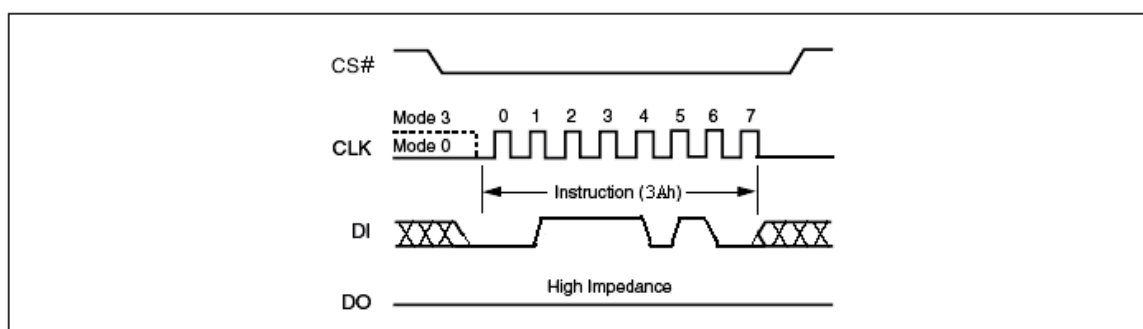 CS#
Mode 3 0 1 2 3 4 5 6 7
CLK Mode 0
Instruction (3Ah)
DI
High Impedance
DO